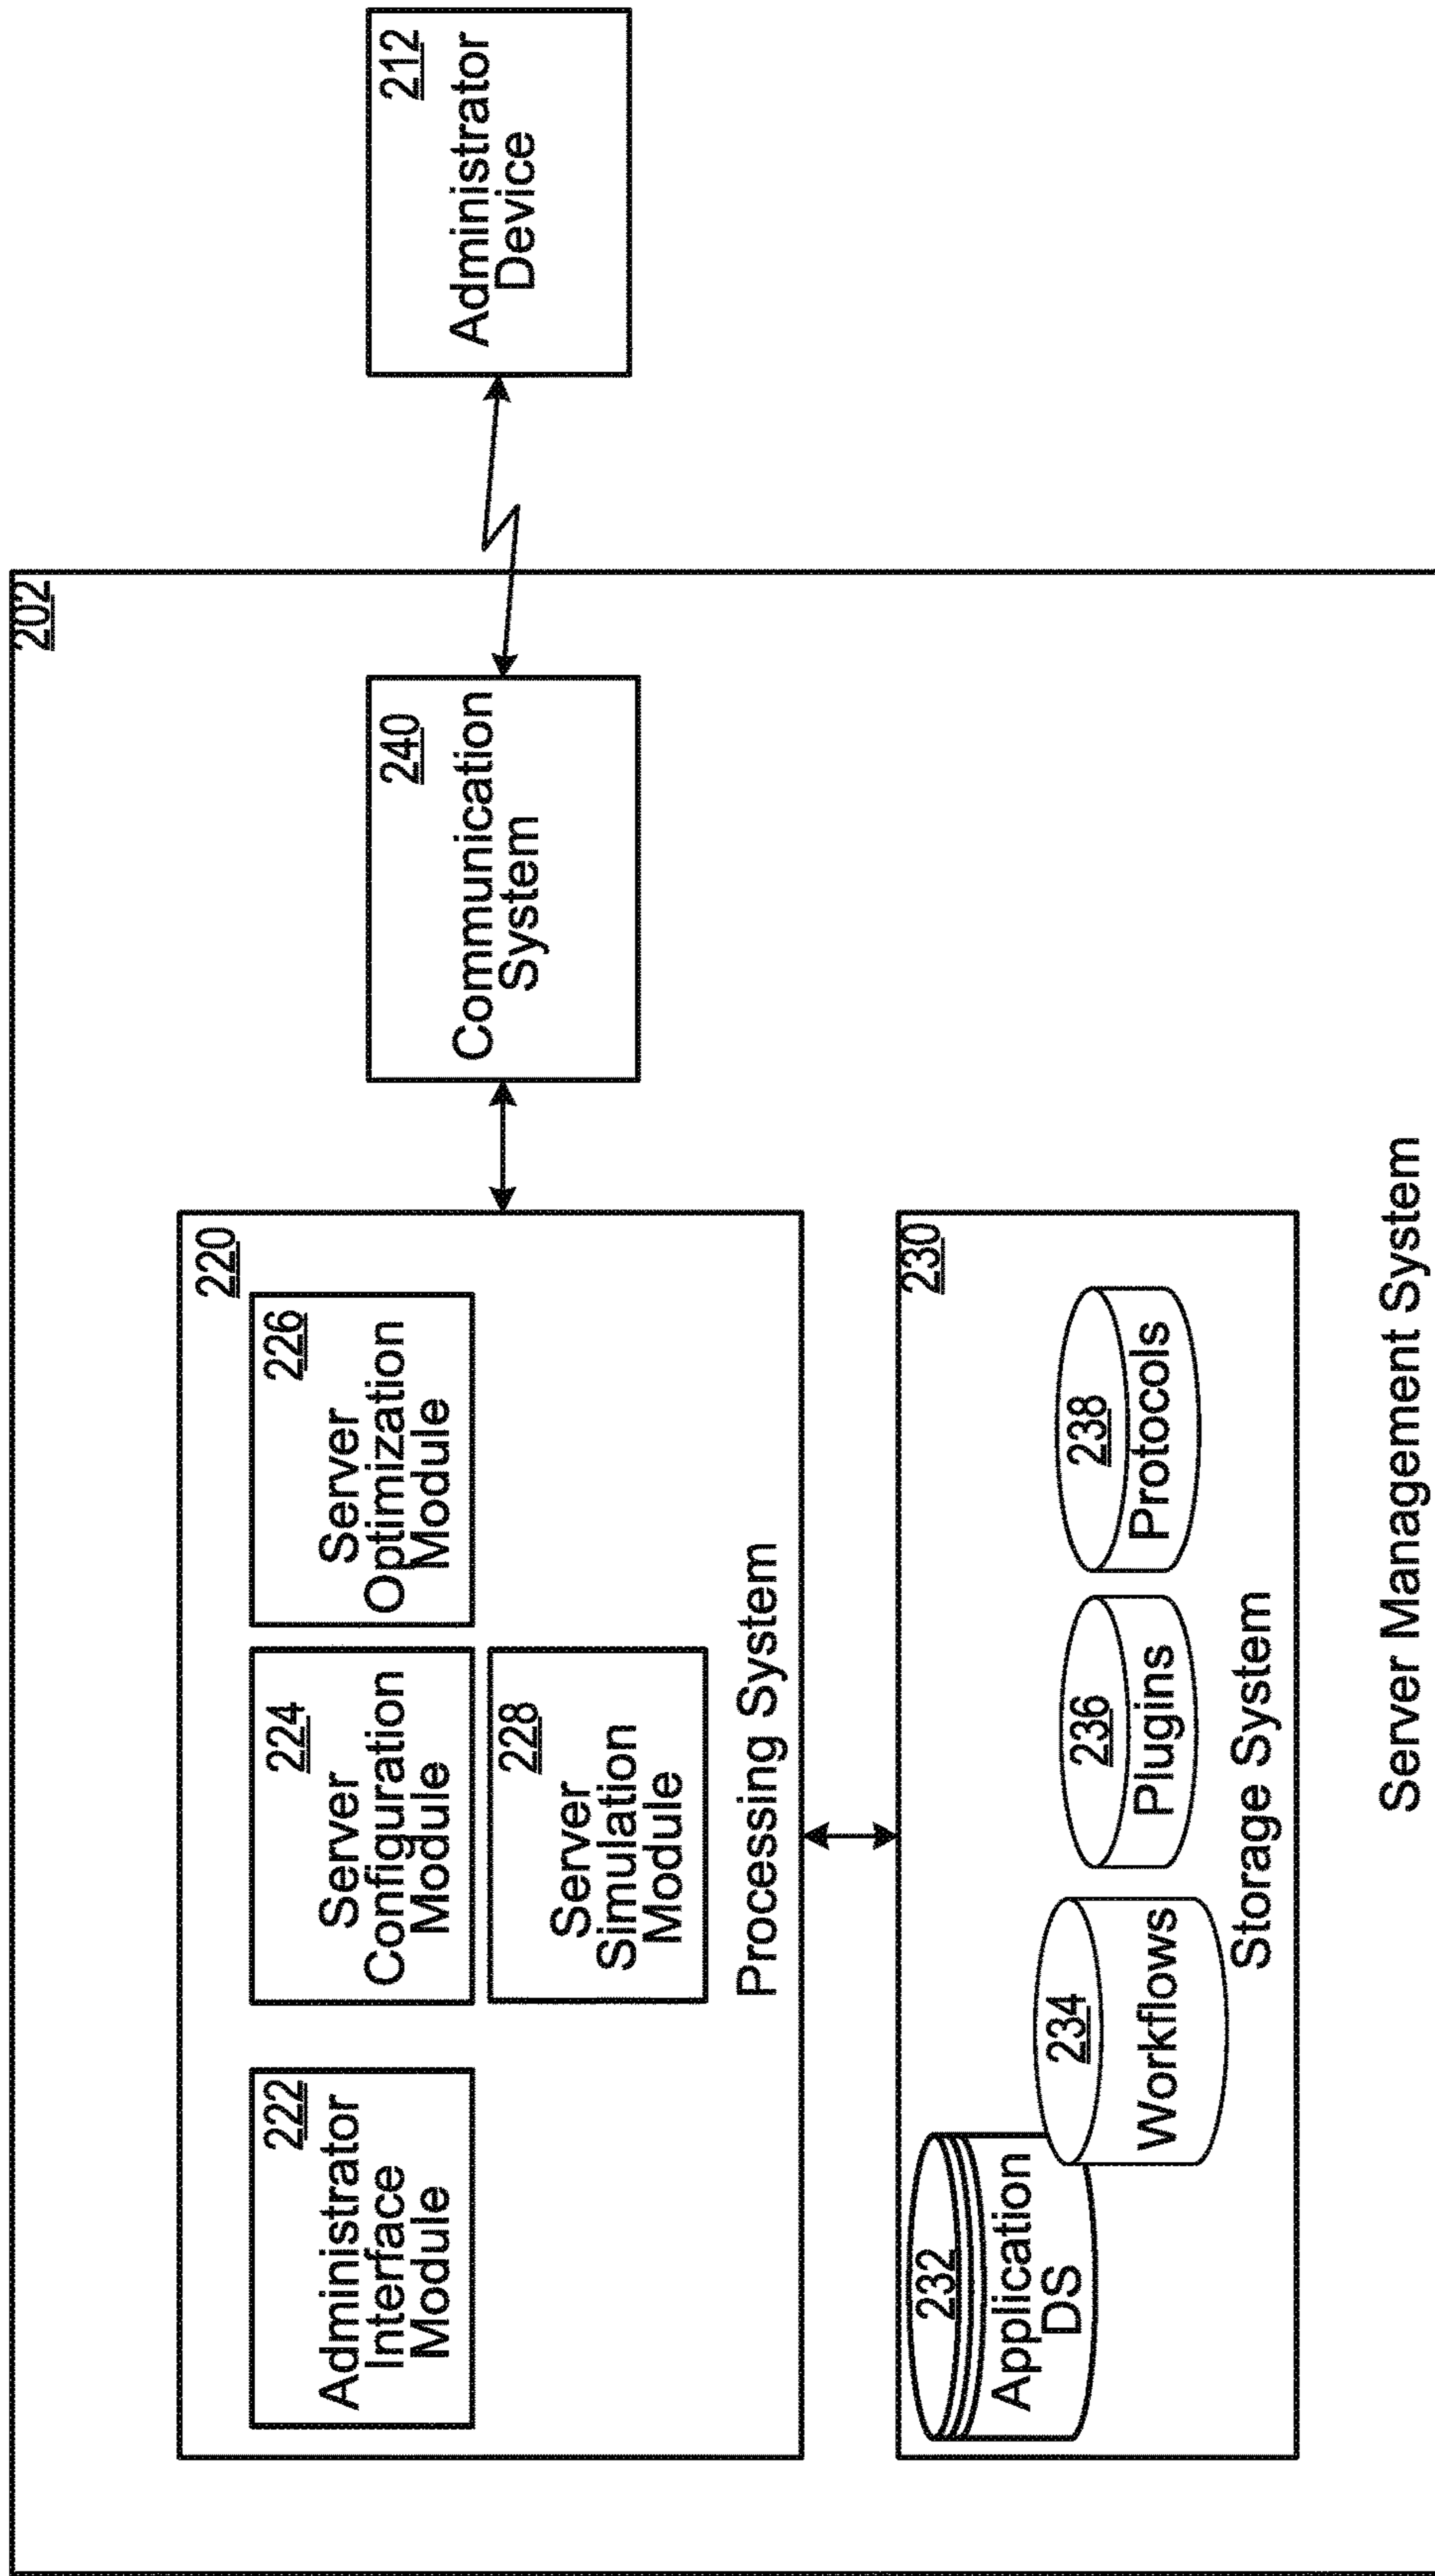 202
220
222
Administrator
Interface
Module
224
Server
Configuration
Module
226
Server
Optimization
Module
228
Server
Simulation
Module
Processing System
240
Communication
System
212
Administrator
Device
230
232
Application
DS
234
Workflows
236
Plugins
238
Protocols
Storage System
Server Management System